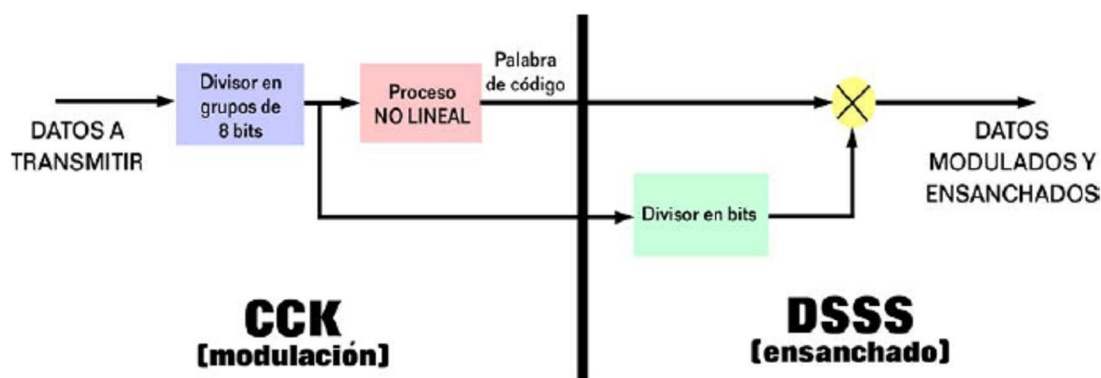 Divisor en
grupos de
8 bits
Proceso
NO LINEAL
Palabra
de código
DATOS A
TRANSMITIR
DATOS
MODULADOS Y
ENSANCHADOS
Divisor en bits
CCK
(modulación)
DSSS
(ensanchado)